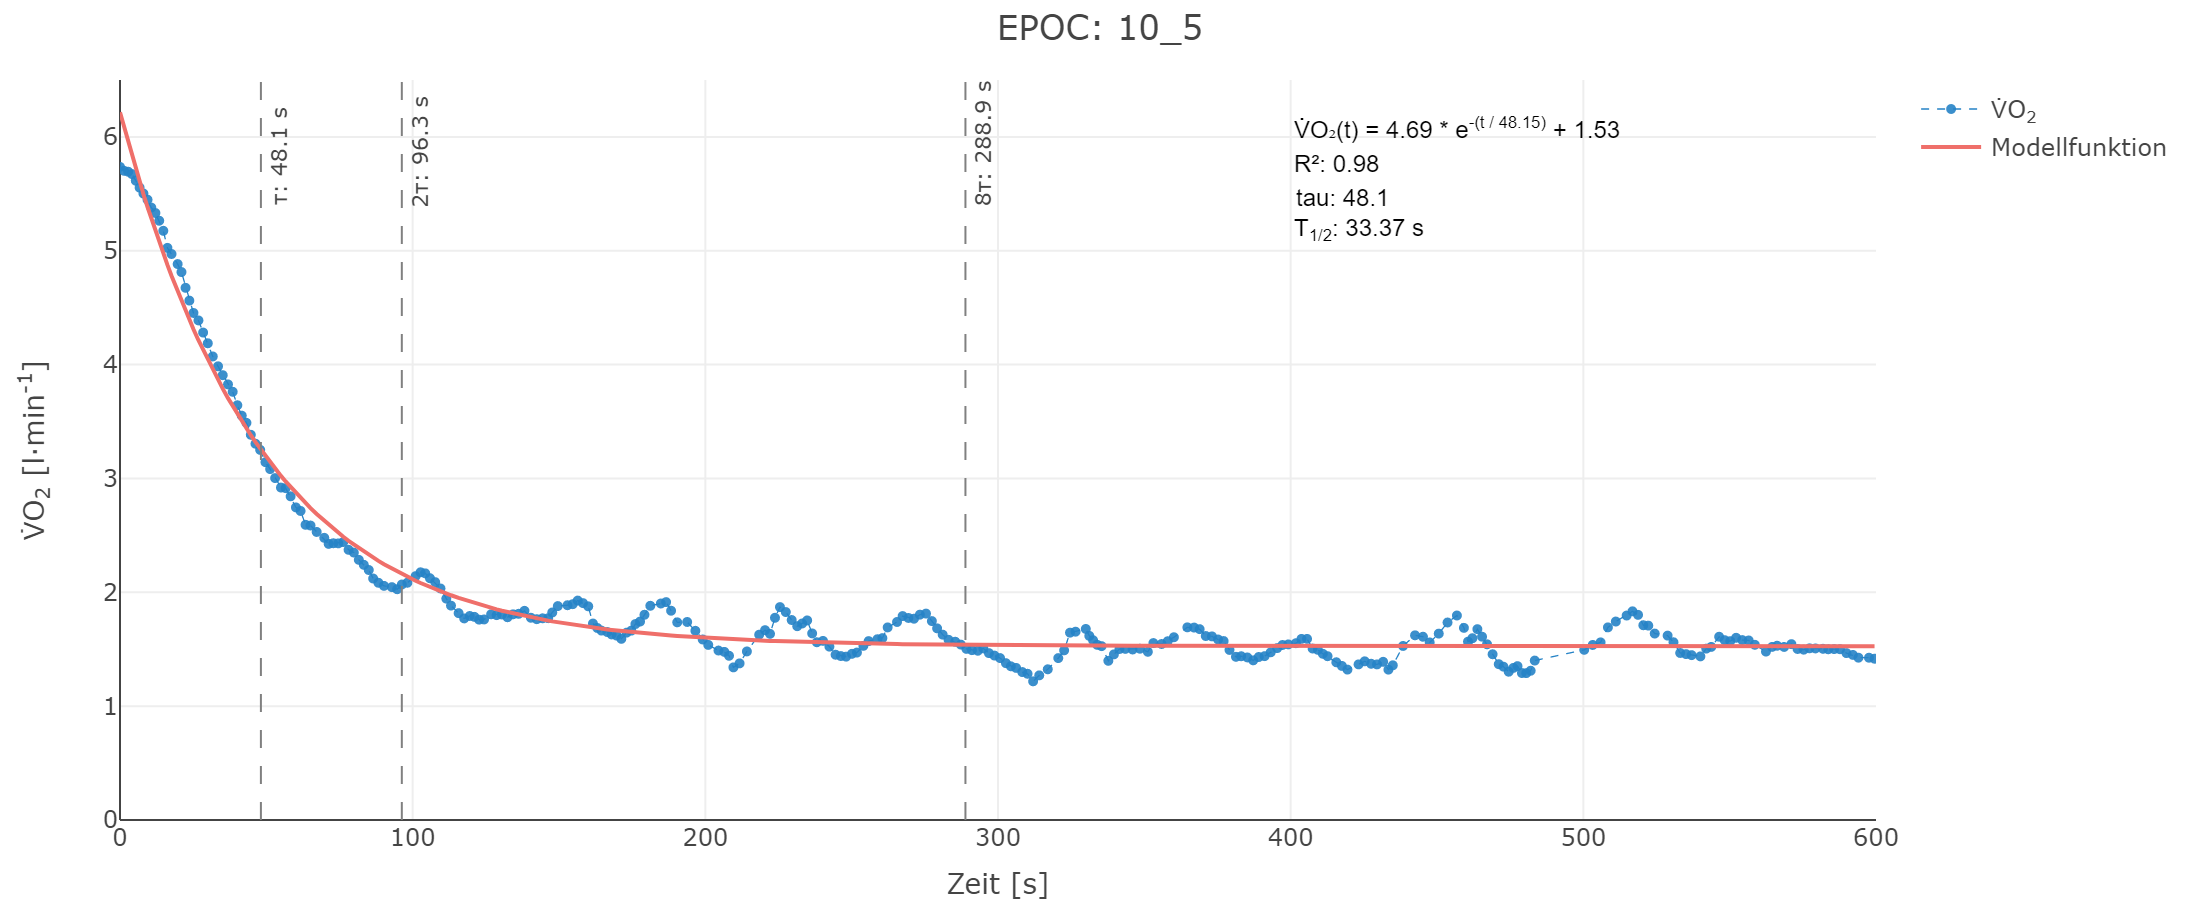 EPOC: 10_5
τ: 48.1 s
2τ: 96.3 s
8τ: 288.9 s
V̇O₂(t) = 4.69 * e^-(t / 48.15) + 1.53
R²: 0.98
tau: 48.1
T1/2: 33.37 s
V̇O₂
Modellfunktion
V̇O₂ [l·min⁻¹]
6
5
4
3
2
1
0
0 100 200 300 400 500 600
Zeit [s]